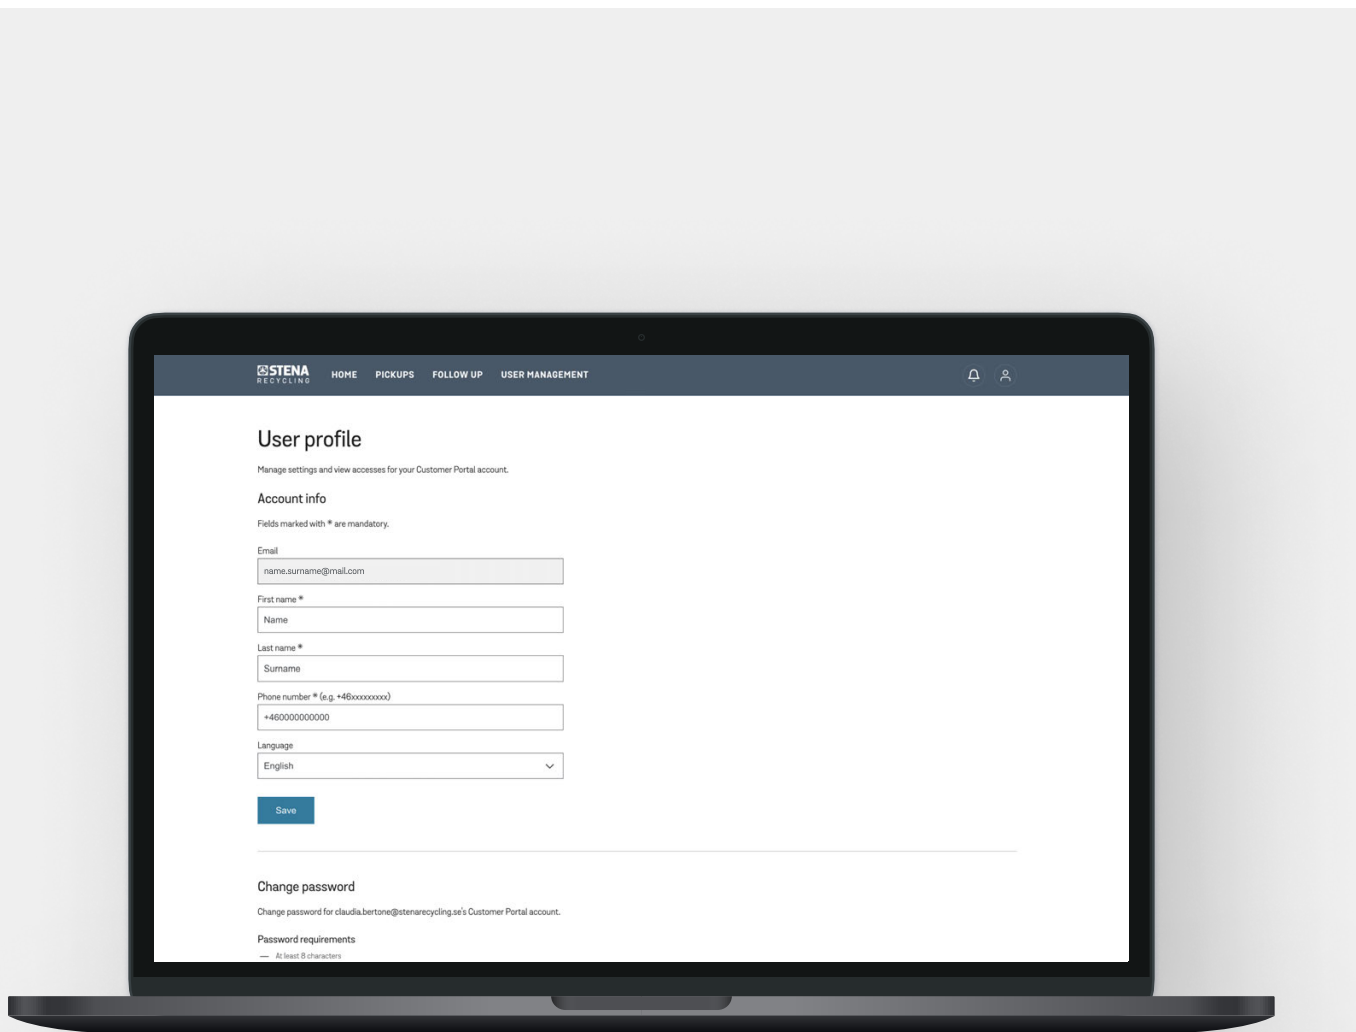 STENA
RECYCLING
HOME PICKUPS FOLLOW UP USER MANAGEMENT
User profile
Manage settings and view accesses for your Customer Portal account.
Account info
Fields marked with * are mandatory.
Email
name.surname@mail.com
First name *
Name
Last name *
Surname
Phone number * (e.g. +46xxxxxxxxx)
+460000000000
Language
English
Save
Change password
Change password for claudia.bertone@stenarecycling.se's Customer Portal account.
Password requirements
— At least 8 characters